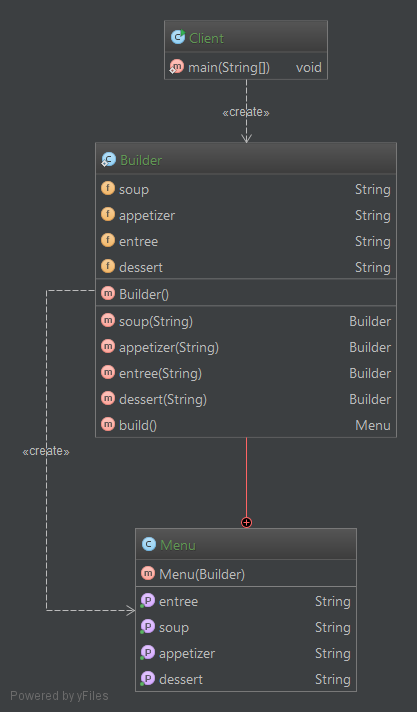 Client
main(String[]) void
«create»
Builder
soup String
appetizer String
entree String
dessert String
Builder()
soup(String) Builder
appetizer(String) Builder
entree(String) Builder
dessert(String) Builder
build() Menu
«create»
Menu
Menu(Builder)
entree String
soup String
appetizer String
dessert String
Powered by yFiles